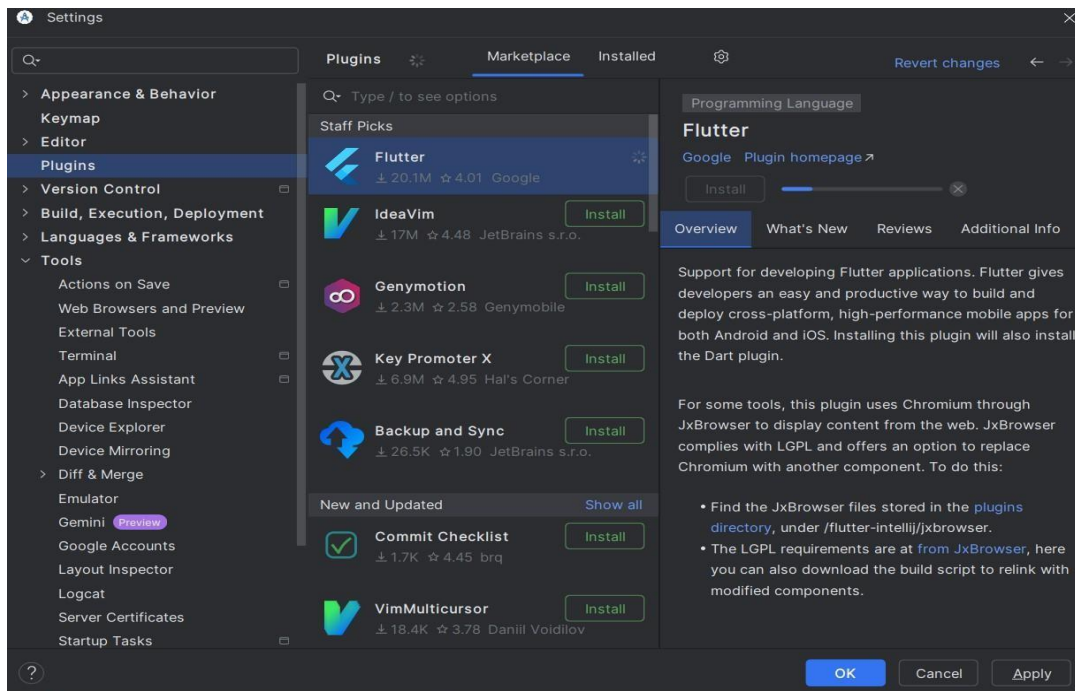 Settings
Plugins
Marketplace
Installed
Revert changes
Appearance & Behavior
Keymap
Editor
Plugins
Version Control
Build, Execution, Deployment
Languages & Frameworks
Tools
Actions on Save
Web Browsers and Preview
External Tools
Terminal
App Links Assistant
Database Inspector
Device Explorer
Device Mirroring
Diff & Merge
Emulator
Gemini Preview
Google Accounts
Layout Inspector
Logcat
Server Certificates
Startup Tasks
?
Type / to see options
Staff Picks
Flutter
20.1M 4.01 Google
IdeaVim
Install
17M 4.48 JetBrains s.r.o.
Genymotion
Install
2.3M 2.58 Genymobile
Key Promoter X
Install
6.9M 4.95 Hal's Corner
Backup and Sync
Install
26.5K 1.90 JetBrains s.r.o.
New and Updated
Show all
Commit Checklist
Install
1.7K 4.45 brq
VimMulticursor
Install
18.4K 3.78 Daniil Voidilov
Programming Language
Flutter
Google Plugin homepage
Install
Overview
What's New
Reviews
Additional Info
Support for developing Flutter applications. Flutter gives
developers an easy and productive way to build and
deploy cross-platform, high-performance mobile apps for
both Android and iOS. Installing this plugin will also install
the Dart plugin.
For some tools, this plugin uses Chromium through
JxBrowser to display content from the web. JxBrowser
complies with LGPL and offers an option to replace
Chromium with another component. To do this:
• Find the JxBrowser files stored in the plugins
directory, under /flutter-intellij/jxbrowser.
• The LGPL requirements are at from JxBrowser, here
you can also download the build script to relink with
modified components.
OK
Cancel
Apply